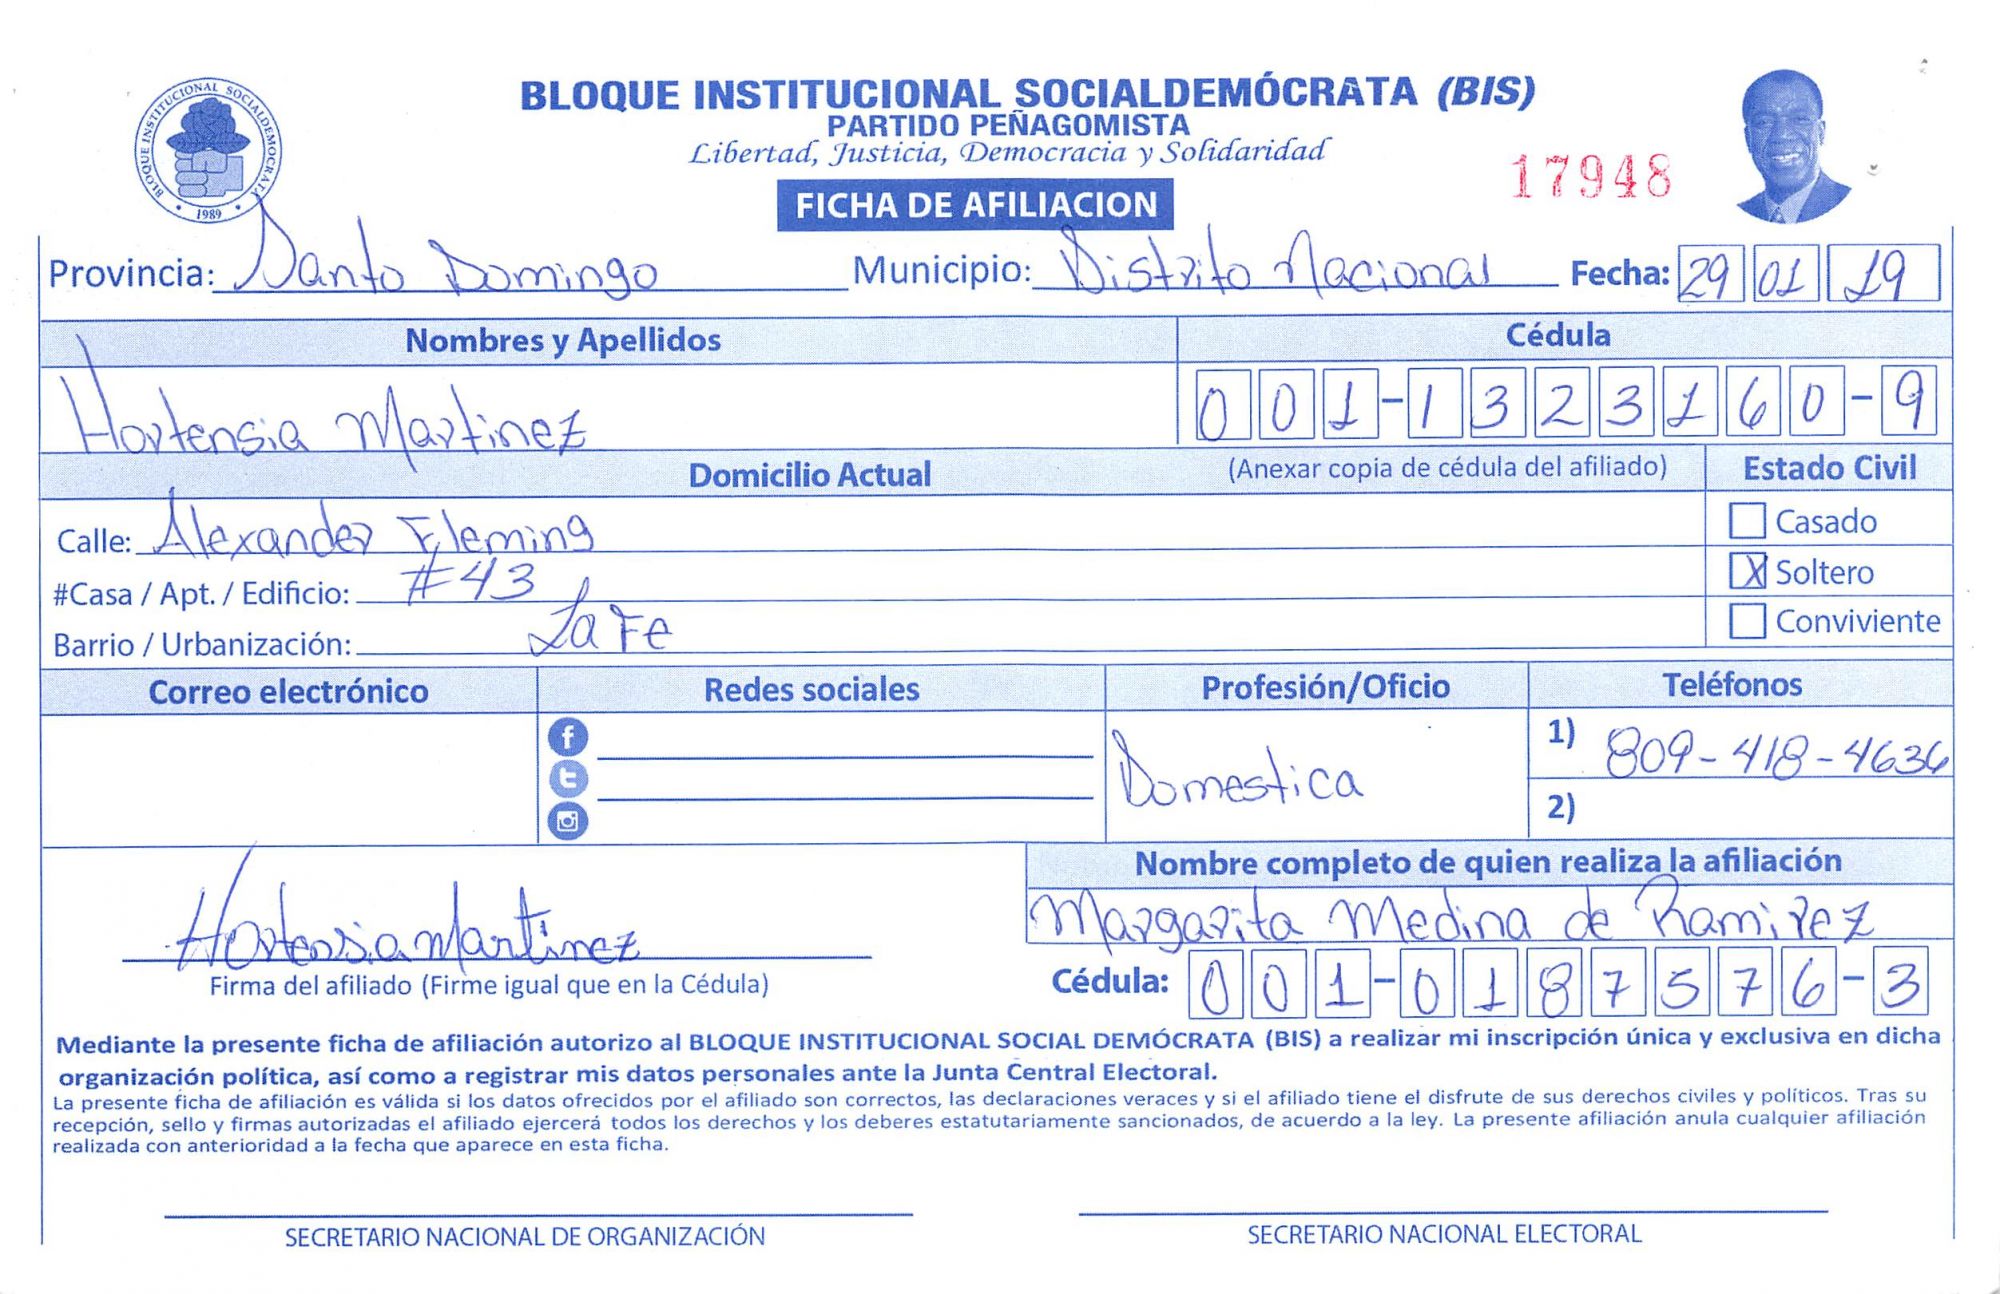 BLOQUE INSTITUCIONAL SOCIALDEMÓCRATA (BIS)
PARTIDO PEÑAGOMISTA
Libertad, Justicia, Democracia y Solidaridad
BLOQUE INSTITUCIONAL SOCIALDEMOCRATA
1989
17948
FICHA DE AFILIACION
Provincia: Santo Domingo Municipio: Distrito Nacional Fecha: 29 01 19
Nombres y Apellidos Cédula
Hortensia Martinez 001-1323160-9
Domicilio Actual (Anexar copia de cédula del afiliado) Estado Civil
Calle: Alexander Fleming Casado
#Casa / Apt. / Edificio: #43 X Soltero
Barrio / Urbanización: La Fe Conviviente
Correo electrónico Redes sociales Profesión/Oficio Teléfonos
Domestica 1) 809-418-4636
2)
Nombre completo de quien realiza la afiliación
Hortensia Martinez Margarita Medina de Ramirez
Firma del afiliado (Firme igual que en la Cédula) Cédula: 001-0187576-3
Mediante la presente ficha de afiliación autorizo al BLOQUE INSTITUCIONAL SOCIAL DEMÓCRATA (BIS) a realizar mi inscripción única y exclusiva en dicha
organización política, así como a registrar mis datos personales ante la Junta Central Electoral.
La presente ficha de afiliación es válida si los datos ofrecidos por el afiliado son correctos, las declaraciones veraces y si el afiliado tiene el disfrute de sus derechos civiles y políticos. Tras su
recepción, sello y firmas autorizadas el afiliado ejercerá todos los derechos y los deberes estatutariamente sancionados, de acuerdo a la ley. La presente afiliación anula cualquier afiliación
realizada con anterioridad a la fecha que aparece en esta ficha.
SECRETARIO NACIONAL DE ORGANIZACIÓN SECRETARIO NACIONAL ELECTORAL